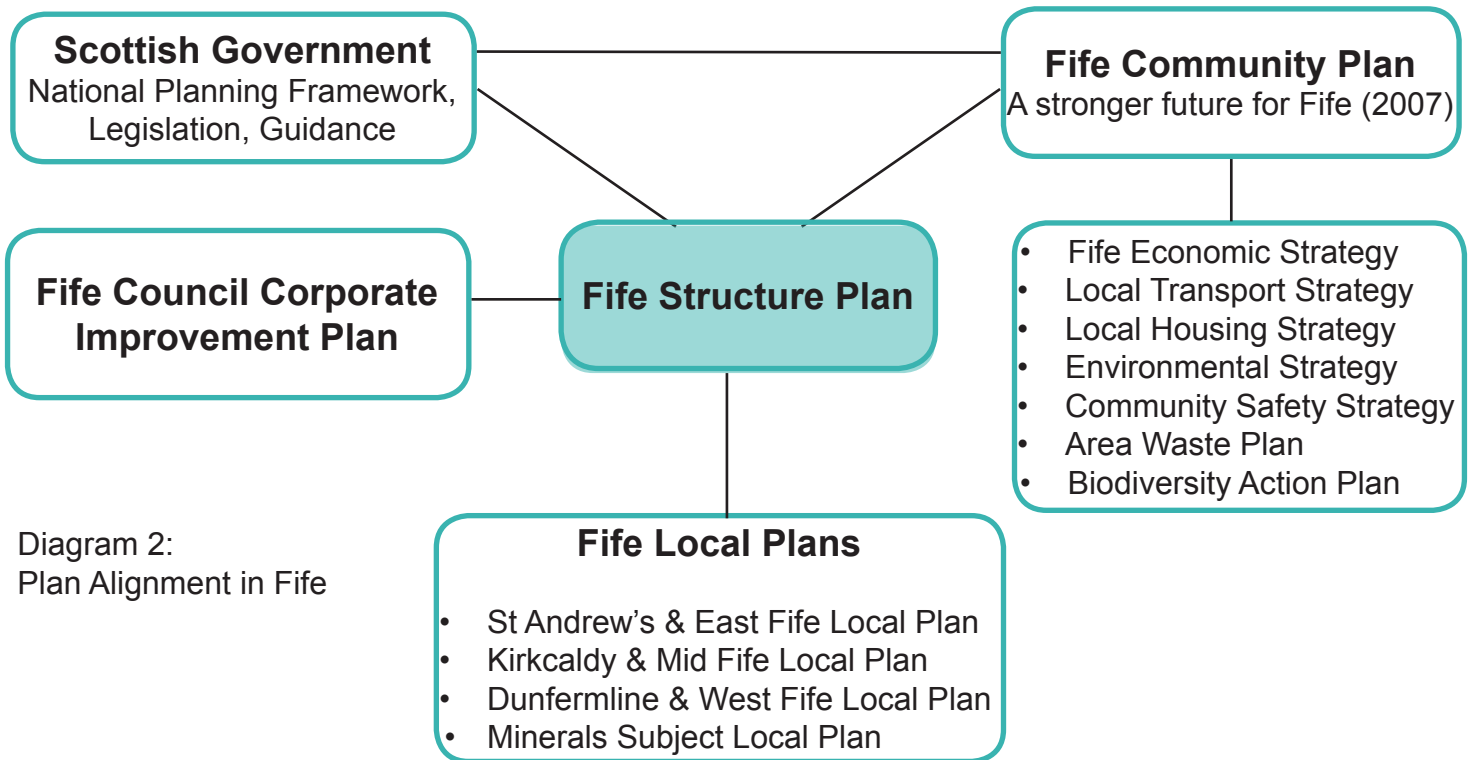 Scottish Government
National Planning Framework,
Legislation, Guidance
Fife Community Plan
A stronger future for Fife (2007)
Fife Council Corporate
Improvement Plan
Fife Structure Plan
• Fife Economic Strategy
• Local Transport Strategy
• Local Housing Strategy
• Environmental Strategy
• Community Safety Strategy
• Area Waste Plan
• Biodiversity Action Plan
Diagram 2:
Plan Alignment in Fife
Fife Local Plans
• St Andrew’s & East Fife Local Plan
• Kirkcaldy & Mid Fife Local Plan
• Dunfermline & West Fife Local Plan
• Minerals Subject Local Plan